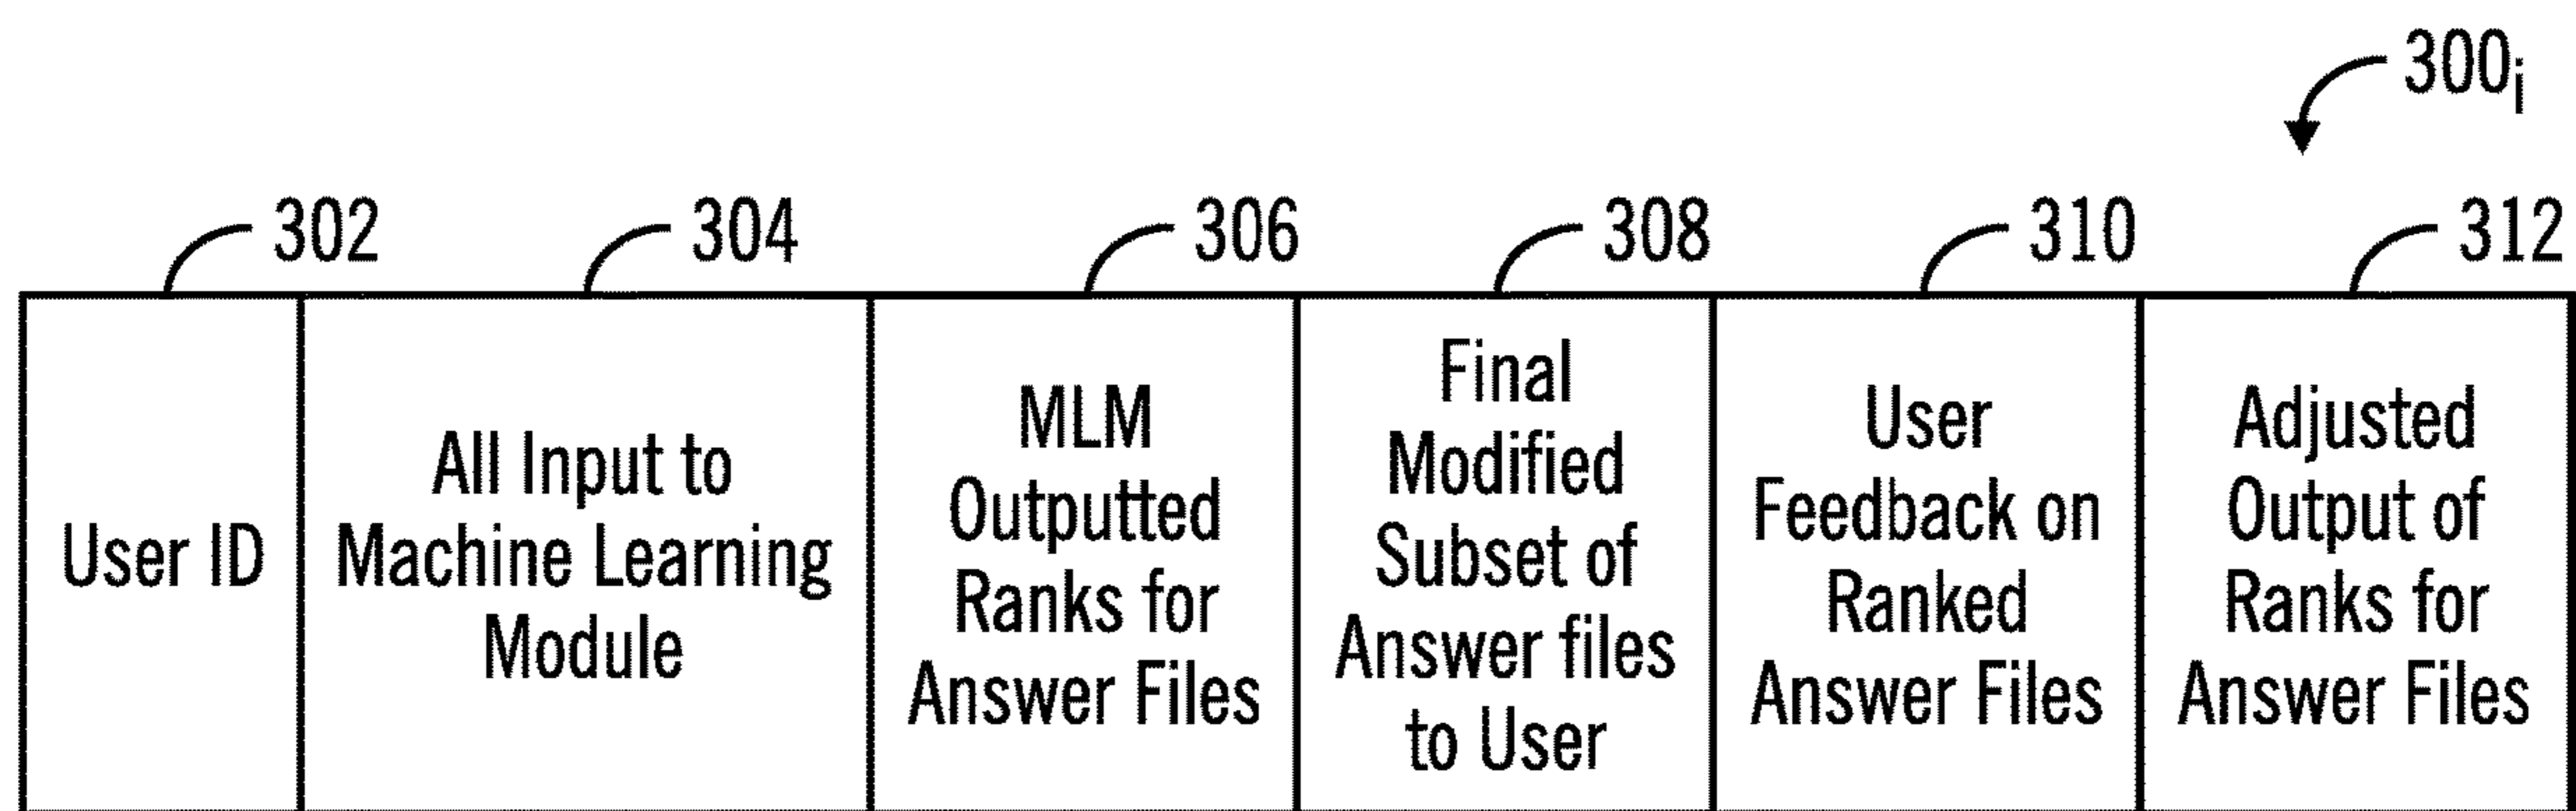 300i
302
304
306
308
310
312
User ID
All Input to
Machine Learning
Module
MLM
Outputted
Ranks for
Answer Files
Final
Modified
Subset of
Answer files
to User
User
Feedback on
Ranked
Answer Files
Adjusted
Output of
Ranks for
Answer Files